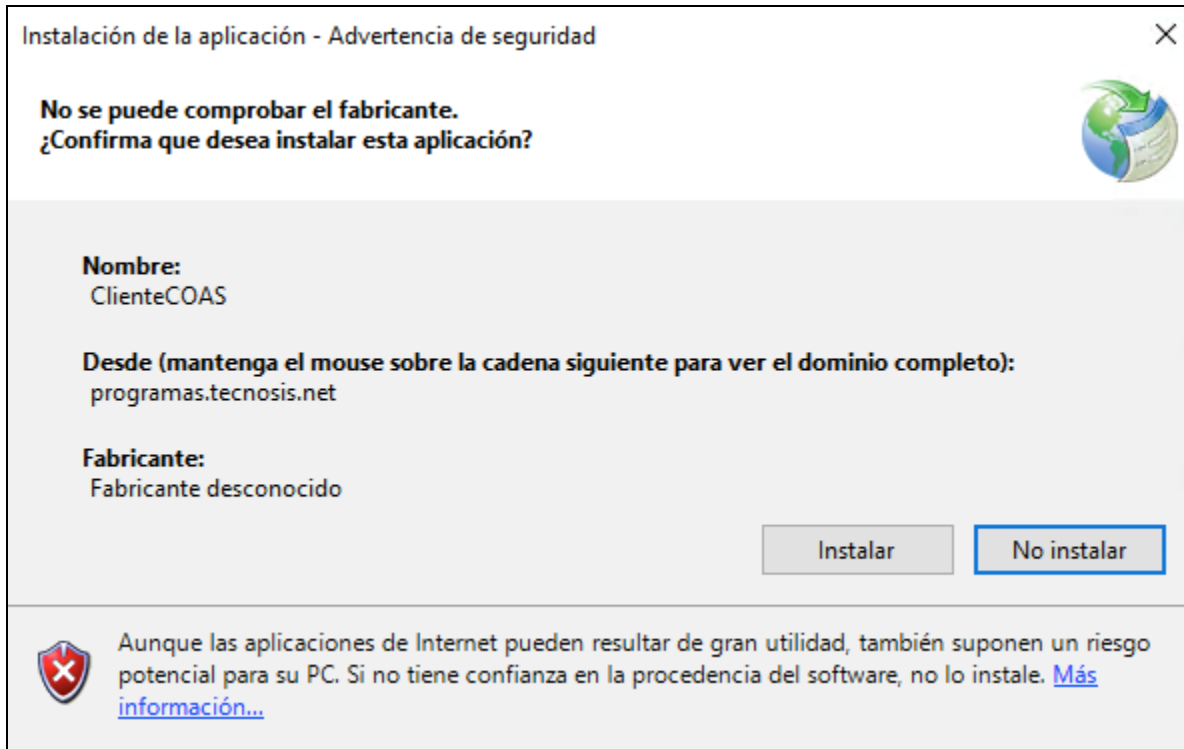 Instalación de la aplicación - Advertencia de seguridad
No se puede comprobar el fabricante.
¿Confirma que desea instalar esta aplicación?
Nombre:
ClienteCOAS
Desde (mantenga el mouse sobre la cadena siguiente para ver el dominio completo):
programas.tecnosis.net
Fabricante:
Fabricante desconocido
Instalar
No instalar
Aunque las aplicaciones de Internet pueden resultar de gran utilidad, también suponen un riesgo
potencial para su PC. Si no tiene confianza en la procedencia del software, no lo instale. Más
información...